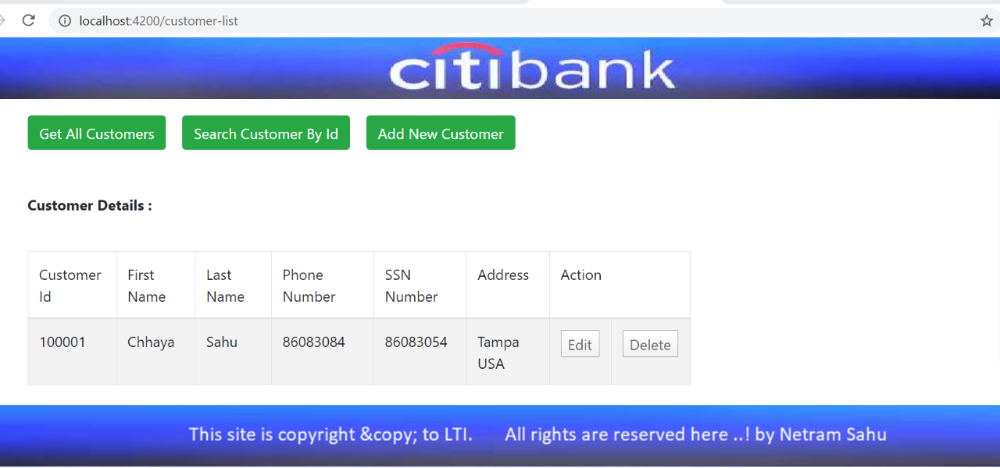 localhost:4200/customer-list
citibank
Get All Customers Search Customer By Id Add New Customer
Customer Details :
Customer Id First Name Last Name Phone Number SSN Number Address Action
100001 Chhaya Sahu 86083084 86083054 Tampa USA Edit Delete
This site is copyright &copy; to LTI. All rights are reserved here ..! by Netram Sahu